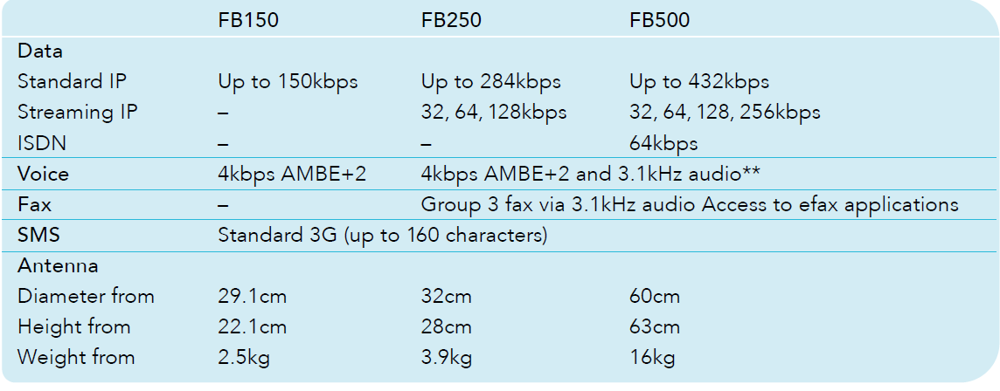 FB150 FB250 FB500
Data
Standard IP Up to 150kbps Up to 284kbps Up to 432kbps
Streaming IP – 32, 64, 128kbps 32, 64, 128, 256kbps
ISDN – – 64kbps
Voice 4kbps AMBE+2 4kbps AMBE+2 and 3.1kHz audio**
Fax – Group 3 fax via 3.1kHz audio Access to efax applications
SMS Standard 3G (up to 160 characters)
Antenna
Diameter from 29.1cm 32cm 60cm
Height from 22.1cm 28cm 63cm
Weight from 2.5kg 3.9kg 16kg